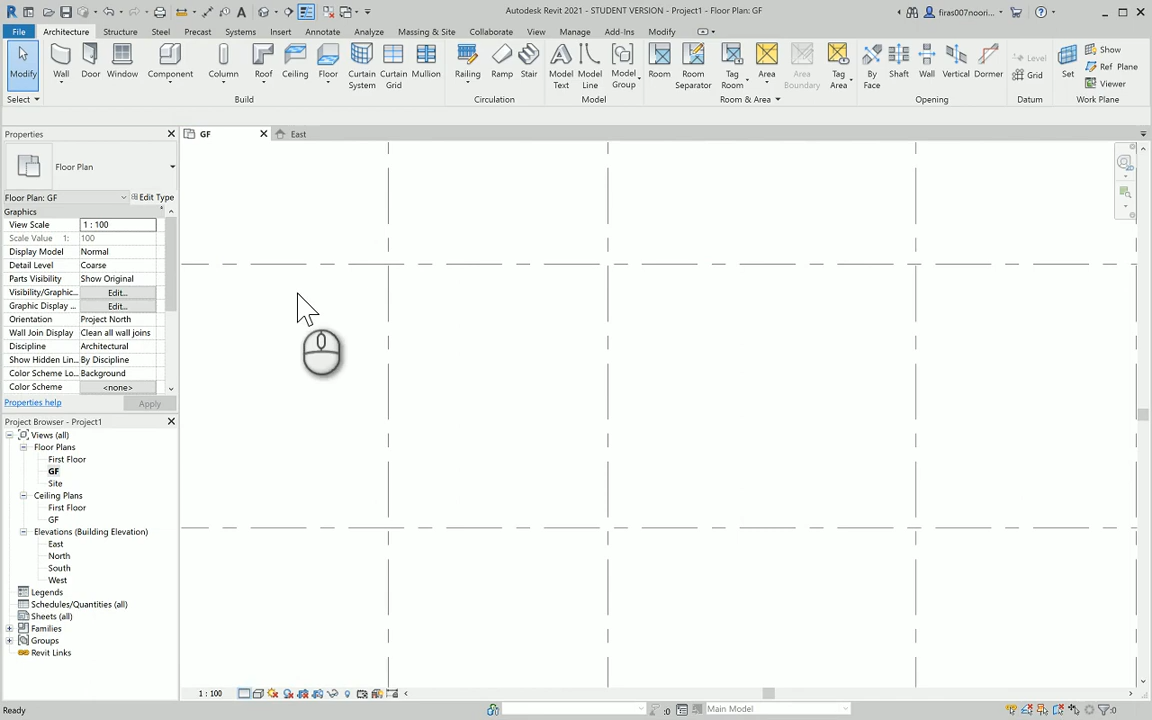 Autodesk Revit 2021 - STUDENT VERSION - Project1 - Floor Plan: GF
firas007noori...
File Architecture Structure Steel Precast Systems Insert Annotate Analyze Massing & Site Collaborate View Manage Add-Ins Modify
Modify Wall Door Window Component Column Roof Ceiling Floor Curtain System Curtain Grid Mullion Railing Ramp Stair Model Text Model Line Model Group Room Room Separator Tag Room Area Area Boundary Tag Area By Face Shaft Wall Vertical Dormer Level Grid Set Show Ref Plane Viewer
Select Build Circulation Model Room & Area Opening Datum Work Plane
Properties
GF
East
Floor Plan
Floor Plan: GF Edit Type
Graphics
View Scale 1 : 100
Scale Value 1: 100
Display Model Normal
Detail Level Coarse
Parts Visibility Show Original
Visibility/Graphic... Edit...
Graphic Display ... Edit...
Orientation Project North
Wall Join Display Clean all wall joins
Discipline Architectural
Show Hidden Lin... By Discipline
Color Scheme Lo... Background
Color Scheme <none>
Properties help Apply
Project Browser - Project1
Views (all)
Floor Plans
First Floor
GF
Site
Ceiling Plans
First Floor
GF
Elevations (Building Elevation)
East
North
South
West
Legends
Schedules/Quantities (all)
Sheets (all)
Families
Groups
Revit Links
1 : 100
Ready :0 Main Model :0